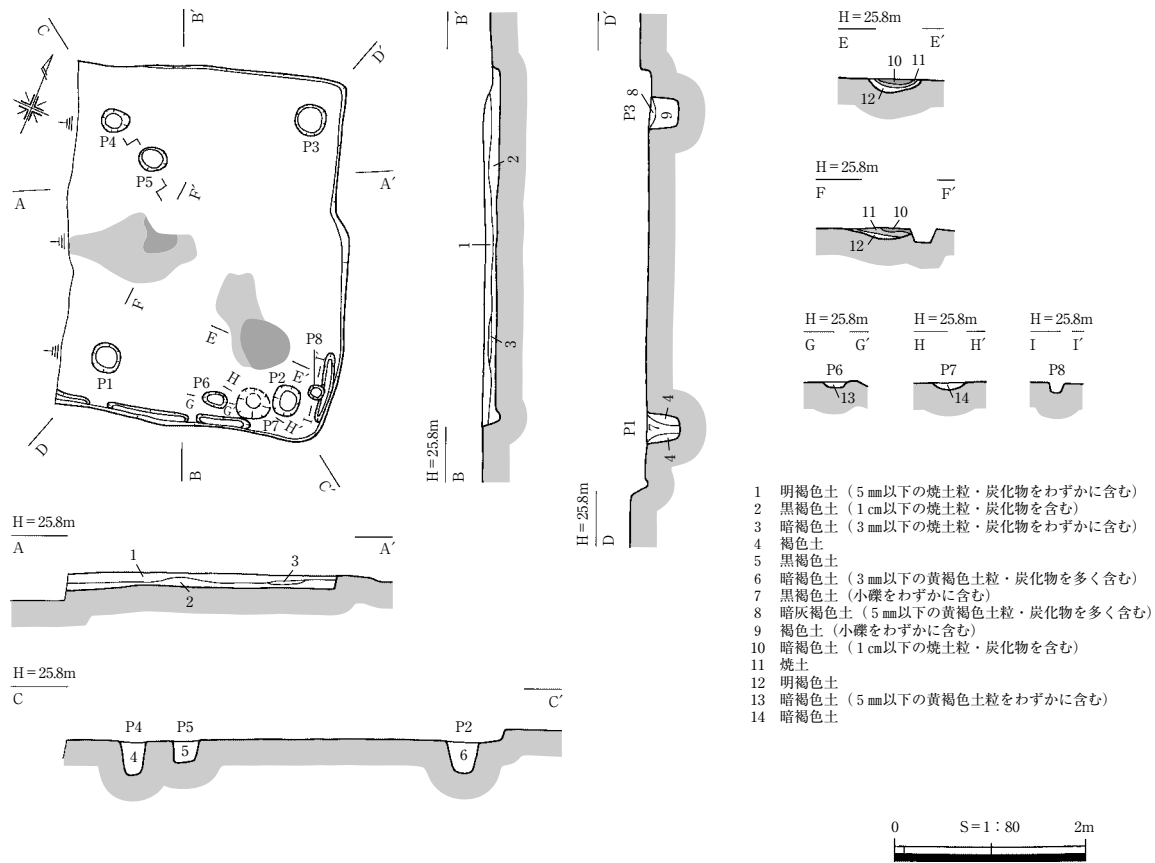 C
B′
D′
P4
P3
P5
F′
A
A′
F
E
P8
P1
P6
H
P2
E′
G
G′
P7
H′
D
B
C′
B′
2
1
3
H=25.8m
B
D′
P3
8
9
P1
4
7
4
H=25.8m
D
H=25.8m
E E′
10 11
12
H=25.8m
F F′
11 10
12
H=25.8m
G G′
P6
13
H=25.8m
H H′
P7
14
H=25.8m
I I′
P8
H=25.8m
A A′
1 3
2
H=25.8m
C C′
P4 P5 P2
4 5 6
1 明褐色土（5㎜以下の焼土粒・炭化物をわずかに含む）
2 黒褐色土（1㎝以下の焼土粒・炭化物を含む）
3 暗褐色土（3㎜以下の焼土粒・炭化物をわずかに含む）
4 褐色土
5 黒褐色土
6 暗褐色土（3㎜以下の黄褐色土粒・炭化物を多く含む）
7 黒褐色土（小礫をわずかに含む）
8 暗灰褐色土（5㎜以下の黄褐色土粒・炭化物を多く含む）
9 褐色土（小礫をわずかに含む）
10 暗褐色土（1㎝以下の焼土粒・炭化物を含む）
11 焼土
12 明褐色土
13 暗褐色土（5㎜以下の黄褐色土粒をわずかに含む）
14 暗褐色土
0 S=1：80 2m